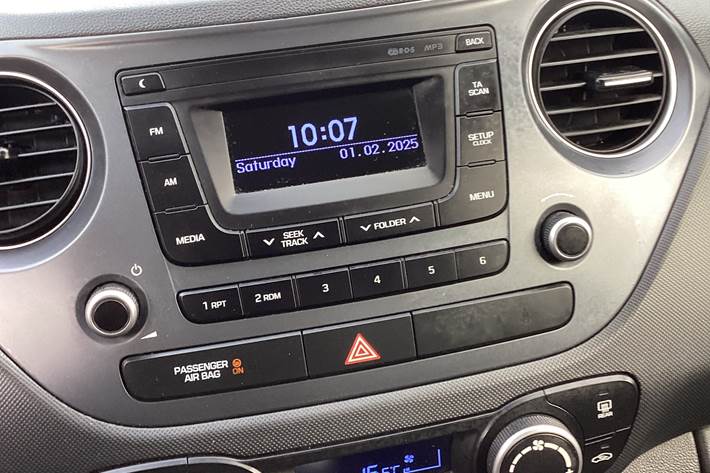 RDS MP3 BACK
TA
SCAN
FM
10:07
Saturday 01.02.2025
SETUP
CLOCK
AM
MENU
MEDIA
SEEK
TRACK
FOLDER
1 RPT 2 RDM 3 4 5 6
PASSENGER
AIR BAG
ON
REAR